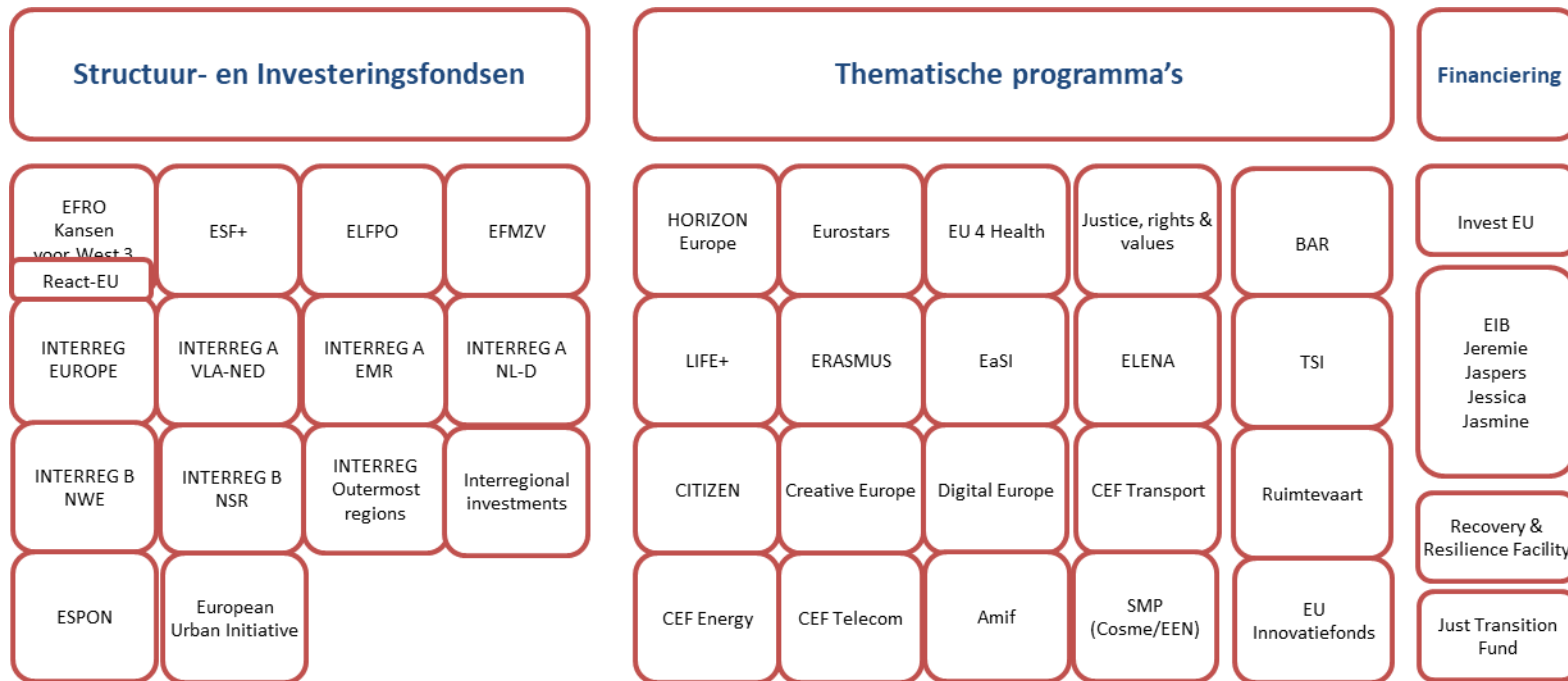 Structuur- en Investeringsfondsen
Thematische programma's
Financiering
EFRO
Kansen
voor West 3
React-EU
ESF+
ELFPO
EFMZV
HORIZON
Europe
Eurostars
EU 4 Health
Justice, rights &
values
BAR
Invest EU
INTERREG
EUROPE
INTERREG A
VLA-NED
INTERREG A
EMR
INTERREG A
NL-D
LIFE+
ERASMUS
EaSI
ELENA
TSI
EIB
Jeremie
Jaspers
Jessica
Jasmine
INTERREG B
NWE
INTERREG B
NSR
INTERREG
Outermost
regions
Interregional
investments
CITIZEN
Creative Europe
Digital Europe
CEF Transport
Ruimtevaart
Recovery &
Resilience Facility
ESPON
European
Urban Initiative
CEF Energy
CEF Telecom
Amif
SMP
(Cosme/EEN)
EU
Innovatiefonds
Just Transition
Fund